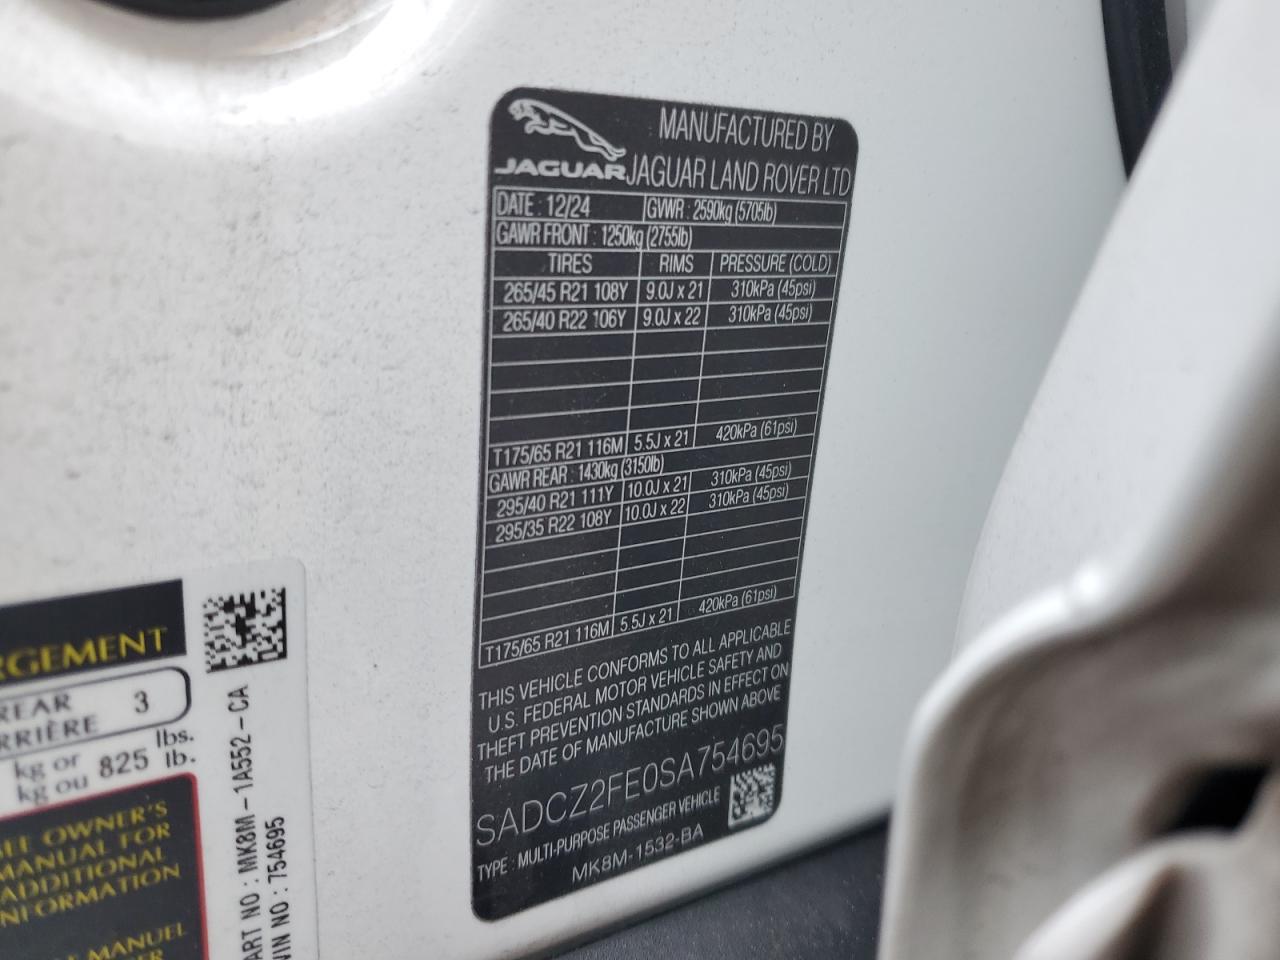 JAGUAR
MANUFACTURED BY
JAGUAR LAND ROVER LTD
DATE : 12/24 GVWR : 2590kg (5705lb)
GAWR FRONT : 1250kg (2755lb)
TIRES RIMS PRESSURE (COLD)
265/45 R21 108Y 9.0J x 21 310kPa (45psi)
265/40 R22 106Y 9.0J x 22 310kPa (45psi)
T175/65 R21 116M 5.5J x 21 420kPa (61psi)
GAWR REAR : 1430kg (3150lb)
295/40 R21 111Y 10.0J x 21 310kPa (45psi)
295/35 R22 108Y 10.0J x 22 310kPa (45psi)
T175/65 R21 116M 5.5J x 21 420kPa (61psi)
THIS VEHICLE CONFORMS TO ALL APPLICABLE
U.S. FEDERAL MOTOR VEHICLE SAFETY AND
THEFT PREVENTION STANDARDS IN EFFECT ON
THE DATE OF MANUFACTURE SHOWN ABOVE
SADCZ2FE0SA754695
TYPE : MULTI-PURPOSE PASSENGER VEHICLE
MK8M-1532-BA
RGEMENT
REAR 3
RRIÈRE
kg or 825 lbs.
kg ou lb.
OWNER'S
MANUAL FOR
ADDITIONAL
MANUEL
ART NO : MK8M - 1A552 - CA
VIN NO : 754695